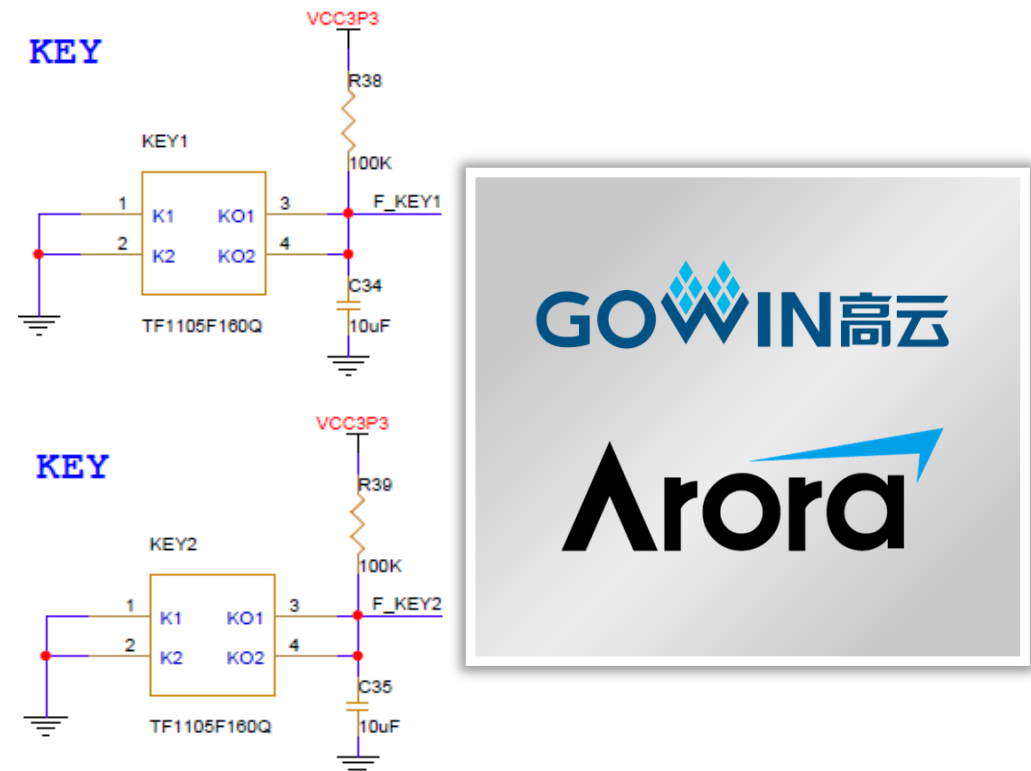 VCC3P3
KEY
R38
KEY1
100K
1 K1 KO1 3 F_KEY1
2 K2 KO2 4
C34
TF1105F160Q 10uF
GOWIN高云
Arora
VCC3P3
KEY
R39
KEY2
100K
1 K1 KO1 3 F_KEY2
2 K2 KO2 4
C35
TF1105F160Q 10uF